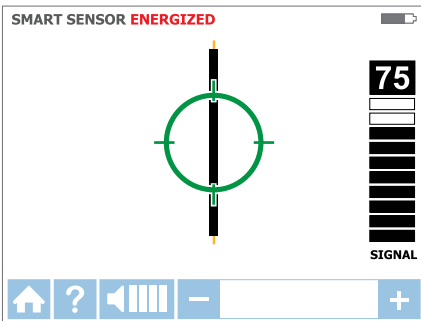 SMART SENSOR ENERGIZED
75
SIGNAL
? − +